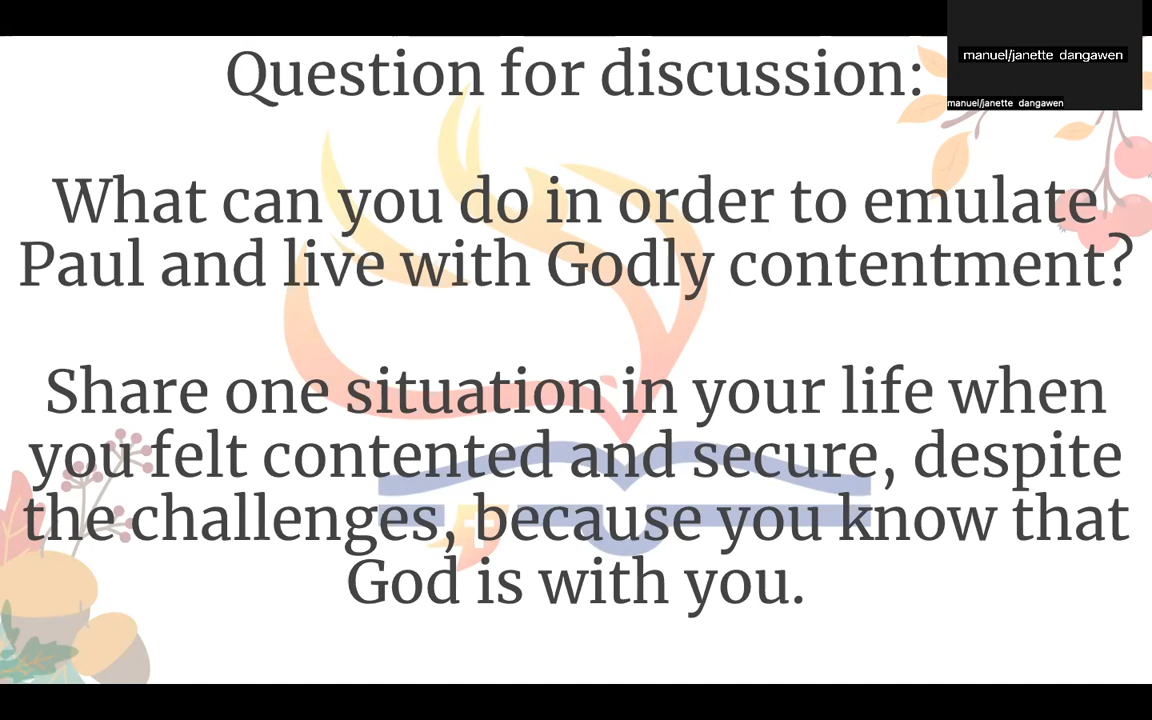 manuel/janette dangawen
manuel/janette dangawen
Question for discussion:
What can you do in order to emulate
Paul and live with Godly contentment?
Share one situation in your life when
you felt contented and secure, despite
the challenges, because you know that
God is with you.